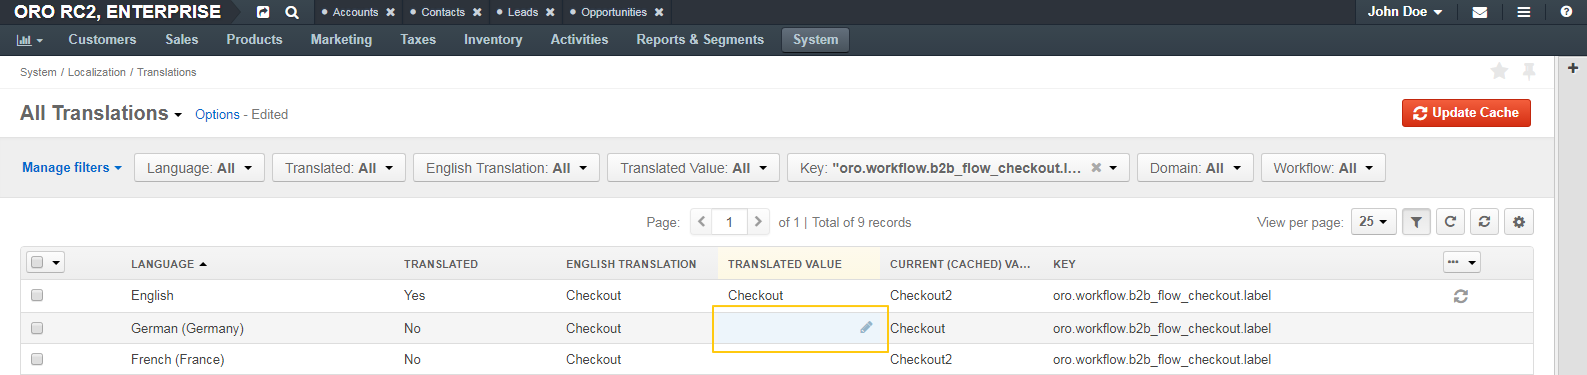 ORO RC2, ENTERPRISE • Accounts × • Contacts × • Leads × • Opportunities × John Doe
Customers Sales Products Marketing Taxes Inventory Activities Reports & Segments System
System / Localization / Translations
All Translations Options - Edited Update Cache
Manage filters Language: All Translated: All English Translation: All Translated Value: All Key: "oro.workflow.b2b_flow_checkout.l... × Domain: All Workflow: All
Page: 1 of 1 | Total of 9 records View per page: 25
LANGUAGE TRANSLATED ENGLISH TRANSLATION TRANSLATED VALUE CURRENT (CACHED) VA... KEY
English Yes Checkout Checkout Checkout2 oro.workflow.b2b_flow_checkout.label
German (Germany) No Checkout Checkout oro.workflow.b2b_flow_checkout.label
French (France) No Checkout Checkout2 oro.workflow.b2b_flow_checkout.label